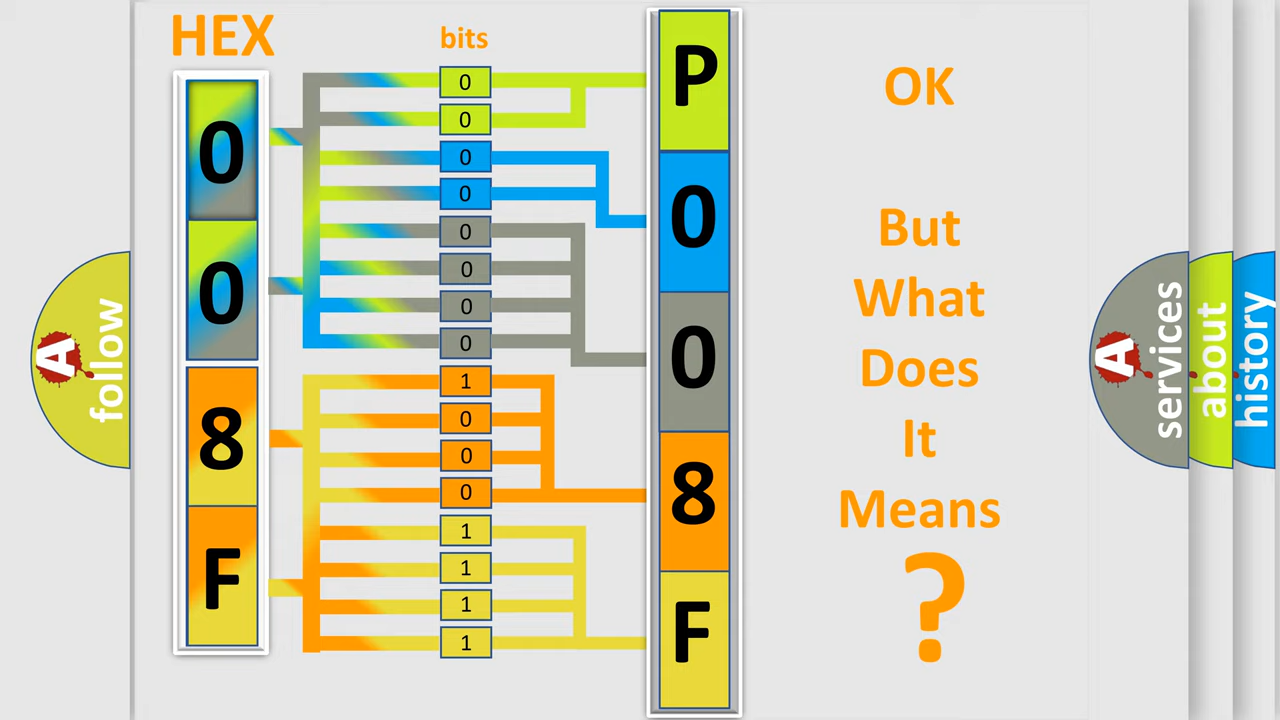 HEX
bits
0
0
8
F
0
0
0
0
0
0
0
0
1
0
0
0
1
1
1
1
P
0
0
8
F
OK
But
What
Does
It
Means
?
A
follow
A
services
about
history